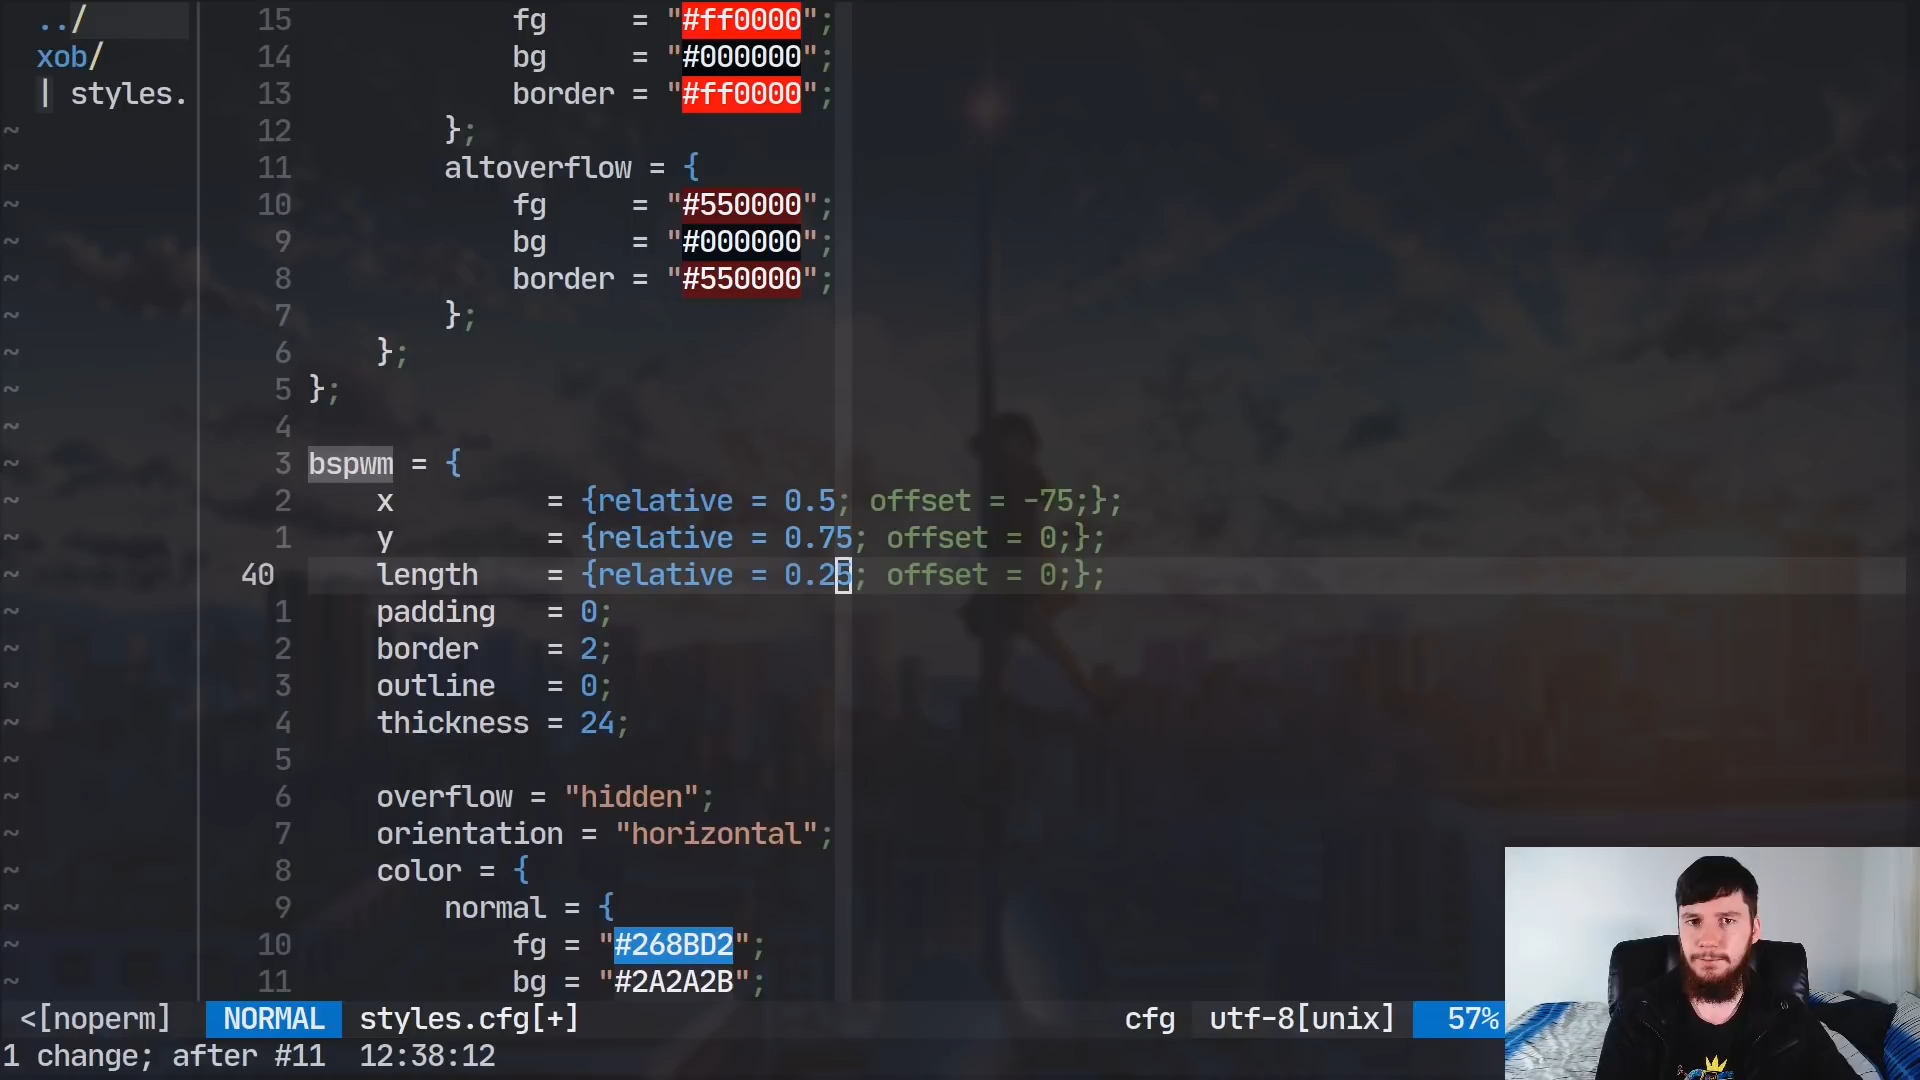 ../
xob/
| styles.
15 fg = "#ff0000";
14 bg = "#000000";
13 border = "#ff0000";
12 };
11 altoverflow = {
10 fg = "#550000";
9 bg = "#000000";
8 border = "#550000";
7 };
6 };
5 };
4
3 bspwm = {
2 x = {relative = 0.5; offset = -75;};
1 y = {relative = 0.75; offset = 0;};
40 length = {relative = 0.25; offset = 0;};
1 padding = 0;
2 border = 2;
3 outline = 0;
4 thickness = 24;
5
6 overflow = "hidden";
7 orientation = "horizontal";
8 color = {
9 normal = {
10 fg = "#268BD2";
11 bg = "#2A2A2B";
<[noperm] NORMAL styles.cfg[+] cfg utf-8[unix] 57%
1 change; after #11 12:38:12